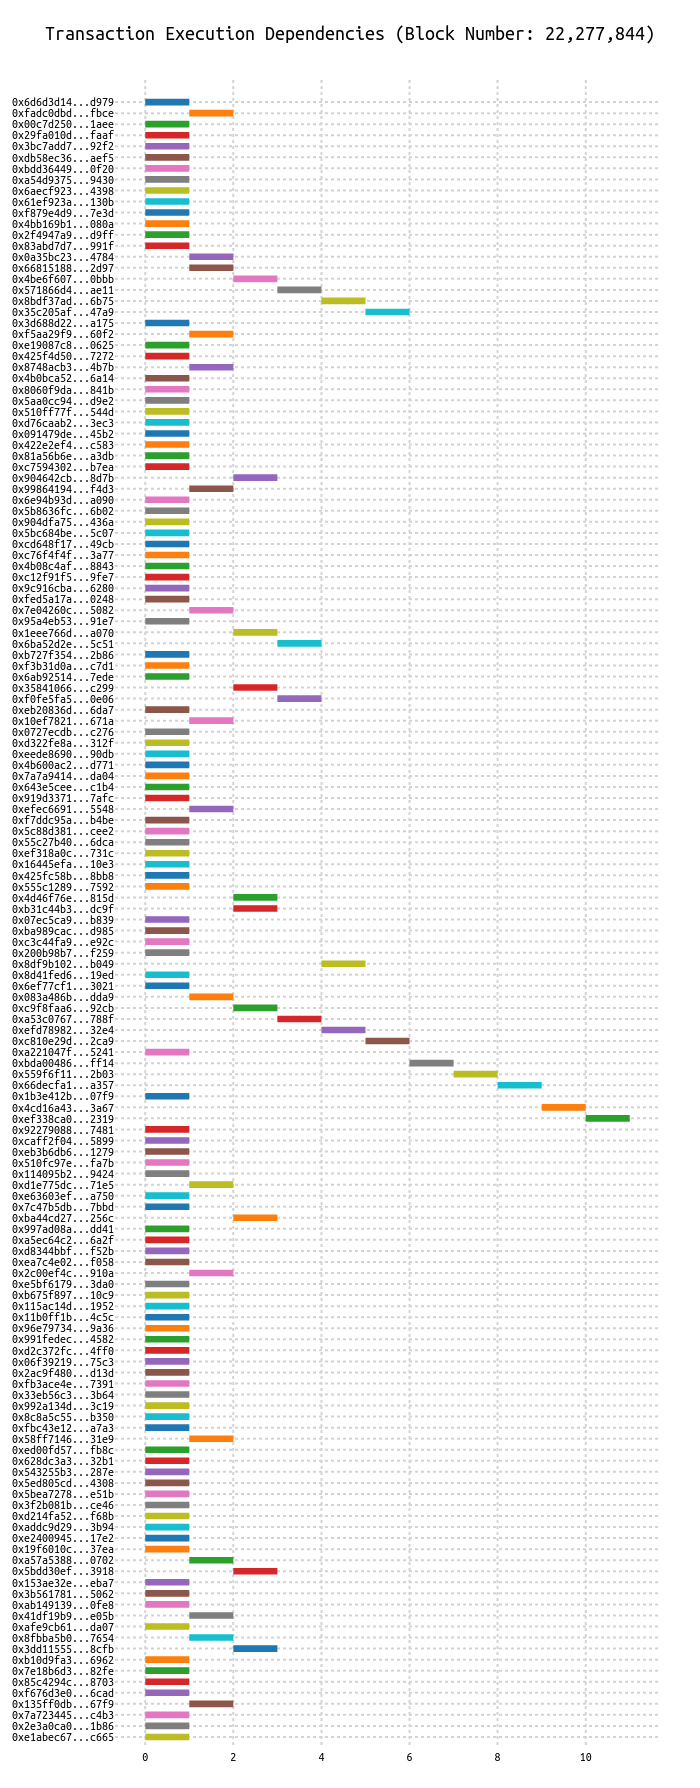 Transaction Execution Dependencies (Block Number: 22,277,844)
0x6d6d3d14...d979
0xfadc0dbd...fbce
0x00c7d250...1aee
0x29fa010d...faaf
0x3bc7add7...92f2
0xdb58ec36...aef5
0xbdd36449...0f20
0xa54d9375...9430
0x6aecf923...4398
0x61ef923a...130b
0xf879e4d9...7e3d
0x4bb169b1...080a
0x2f4947a9...d9ff
0x83abd7d7...991f
0x0a35bc23...4784
0x66815188...2d97
0x4be6f607...0bbb
0x571866d4...ae11
0x8bdf37ad...6b75
0x35c205af...47a9
0x3d688d22...a175
0xf5aa29f9...60f2
0xe19087c8...0625
0x425f4d50...7272
0x8748acb3...4b7b
0x4b0bca52...6a14
0x8060f9da...841b
0x5aa0cc94...d9e2
0x510ff77f...544d
0xd76caab2...3ec3
0x091479de...45b2
0x422e2ef4...c583
0x81a56b6e...a3db
0xc7594302...b7ea
0x904642cb...8d7b
0x99864194...f4d3
0x6e94b93d...a090
0x5b8636fc...6b02
0x904dfa75...436a
0x5bc684be...5c07
0xcd648f17...49cb
0xc76f4f4f...3a77
0x4b08c4af...8843
0xc12f91f5...9fe7
0x9c916cba...6280
0xfed5a17a...0248
0x7e04260c...5082
0x95a4eb53...91e7
0x1eee766d...a070
0x6ba52d2e...5c51
0xb727f354...2b86
0xf3b31d0a...c7d1
0x6ab92514...7ede
0x35841066...c299
0xf0fe5fa5...0e06
0xeb20836d...6da7
0x10ef7821...671a
0x0727ecdb...c276
0xd322fe8a...312f
0xeede8690...90db
0x4b600ac2...d771
0x7a7a9414...da04
0x643e5cee...c1b4
0x919d3371...7afc
0xefec6691...5548
0xf7ddc95a...b4be
0x5c88d381...cee2
0x55c27b40...6dca
0xef318a0c...731c
0x16445efa...10e3
0x425fc58b...8bb8
0x555c1289...7592
0x4d46f76e...815d
0xb31c44b3...dc9f
0x07ec5ca9...b839
0xba989cac...d985
0xc3c44fa9...e92c
0x200b98b7...f259
0x8df9b102...b049
0x8d41fed6...19ed
0x6ef77cf1...3021
0x083a486b...dda9
0xc9f8faa6...92cb
0xa53c0767...788f
0xefd78982...32e4
0xc810e29d...2ca9
0xa221047f...5241
0xbda00486...ff14
0x559f6f11...2b03
0x66decfa1...a357
0x1b3e412b...07f9
0x4cd16a43...3a67
0xef338ca0...2319
0x92279088...7481
0xcaff2f04...5899
0xeb3b6db6...1279
0x510fc97e...fa7b
0x114095b2...9424
0xd1e775dc...71e5
0xe63603ef...a750
0x7c47b5db...7bbd
0xba44cd27...256c
0x997ad08a...dd41
0xa5ec64c2...6a2f
0xd8344bbf...f52b
0xea7c4e02...f058
0x2c00ef4c...910a
0xe5bf6179...3da0
0xb675f897...10c9
0x115ac14d...1952
0x11b0ff1b...4c5c
0x96e79734...9a36
0x991fedec...4582
0xd2c372fc...4ff0
0x06f39219...75c3
0x2ac9f480...d13d
0xfb3ace4e...7391
0x33eb56c3...3b64
0x992a134d...3c19
0x8c8a5c55...b350
0xfbc43e12...a7a3
0x58ff7146...31e9
0xed00fd57...fb8c
0x628dc3a3...32b1
0x543255b3...287e
0x5ed805cd...4308
0x5bea7278...e51b
0x3f2b081b...ce46
0xd214fa52...f68b
0xaddc9d29...3b94
0xe2400945...17e2
0x19f6010c...37ea
0xa57a5388...0702
0x5bdd30ef...3918
0x153ae32e...eba7
0x3b561781...5062
0xab149139...0fe8
0x41df19b9...e05b
0xafe9cb61...da07
0x8fbba5b0...7654
0x3dd11555...8cfb
0xb10d9fa3...6962
0x7e18b6d3...82fe
0x85c4294c...8703
0xf676d3e0...6cad
0x135ff0db...67f9
0x7a723445...c4b3
0x2e3a0ca0...1b86
0xe1abec67...c665
0 2 4 6 8 10